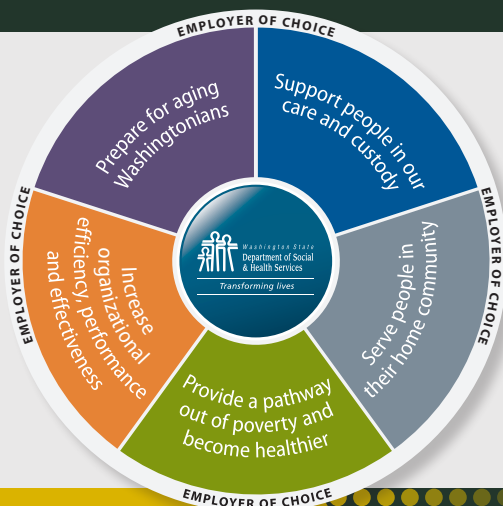 EMPLOYER OF CHOICE
Prepare for aging
Washingtonians
Support people in our
care and custody
EMPLOYER OF CHOICE
EMPLOYER OF CHOICE
Increase
organizational
efficiency, performance
and effectiveness
Washington State
Department of Social
& Health Services
Transforming lives
Serve people in
their home community
Provide a pathway
out of poverty and
become healthier
EMPLOYER OF CHOICE